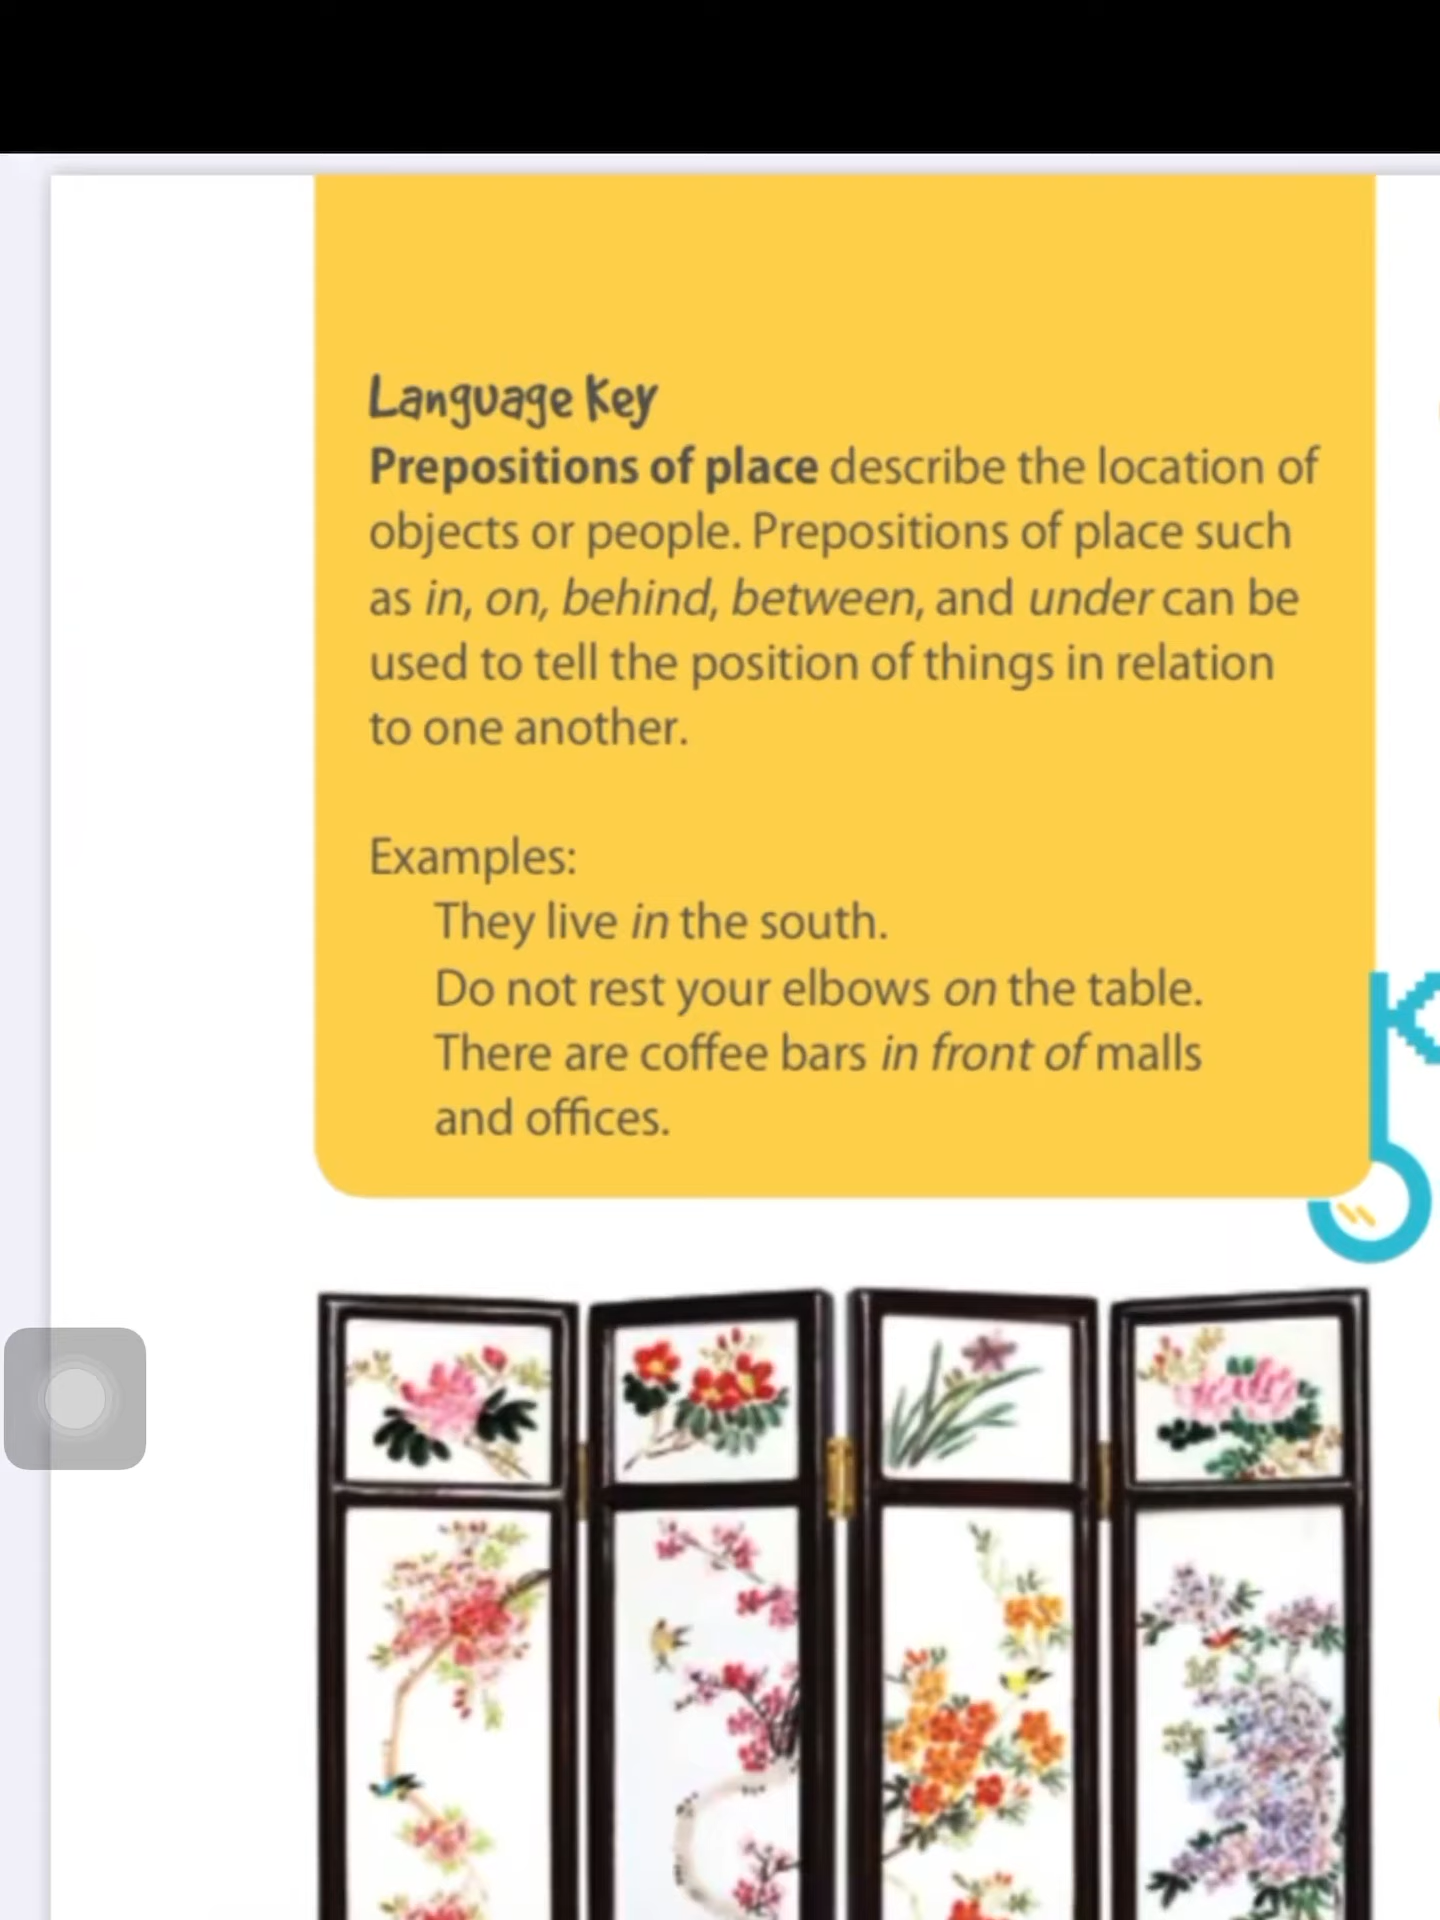 Language Key
Prepositions of place describe the location of
objects or people. Prepositions of place such
as in, on, behind, between, and under can be
used to tell the position of things in relation
to one another.
Examples:
They live in the south.
Do not rest your elbows on the table.
There are coffee bars in front of malls
and offices.